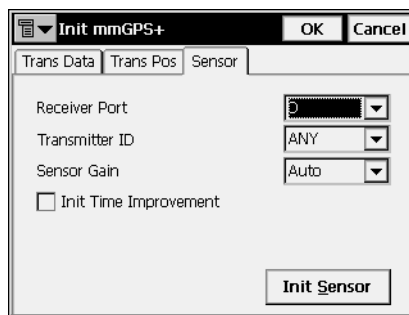 Init mmGPS+ OK Cancel
Trans Data Trans Pos Sensor
Receiver Port D
Transmitter ID ANY
Sensor Gain Auto
Init Time Improvement
Init Sensor